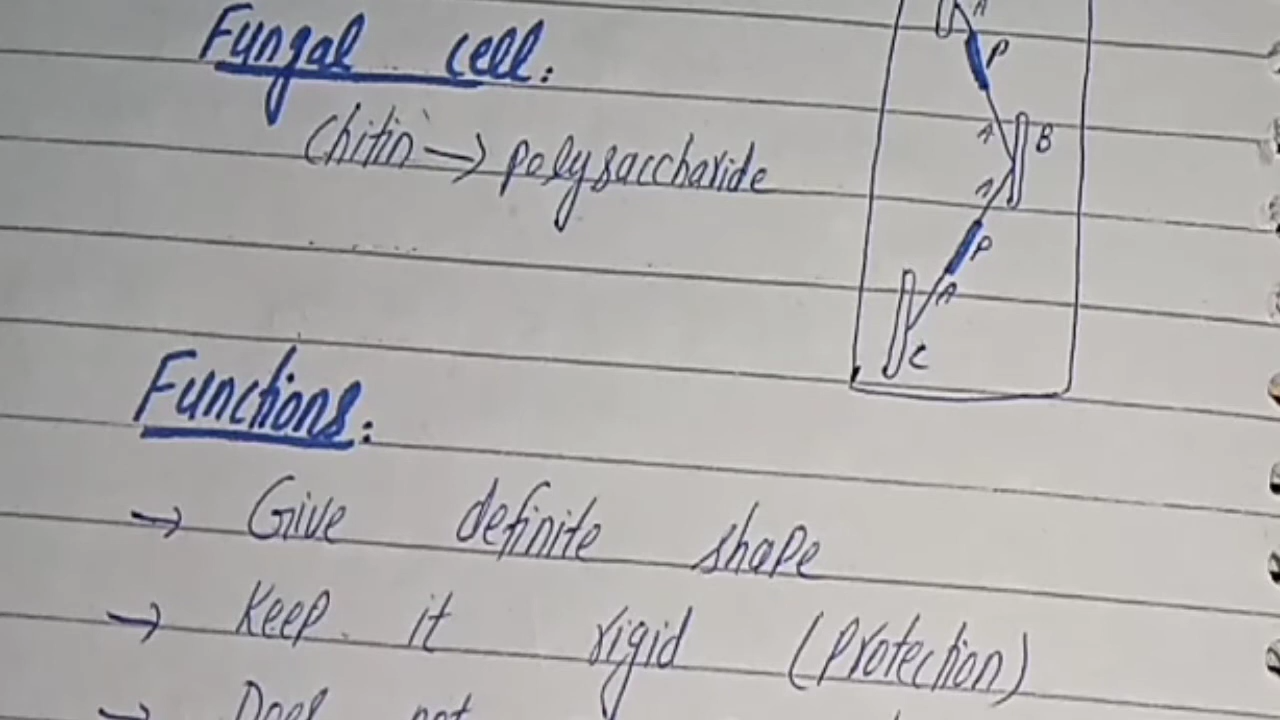 Fungal cell:
Chitin → polysaccharide
A
P
A
B
A
P
A
C
Functions:
→ Give definite shape
→ Keep it rigid (protection)
→ Does not